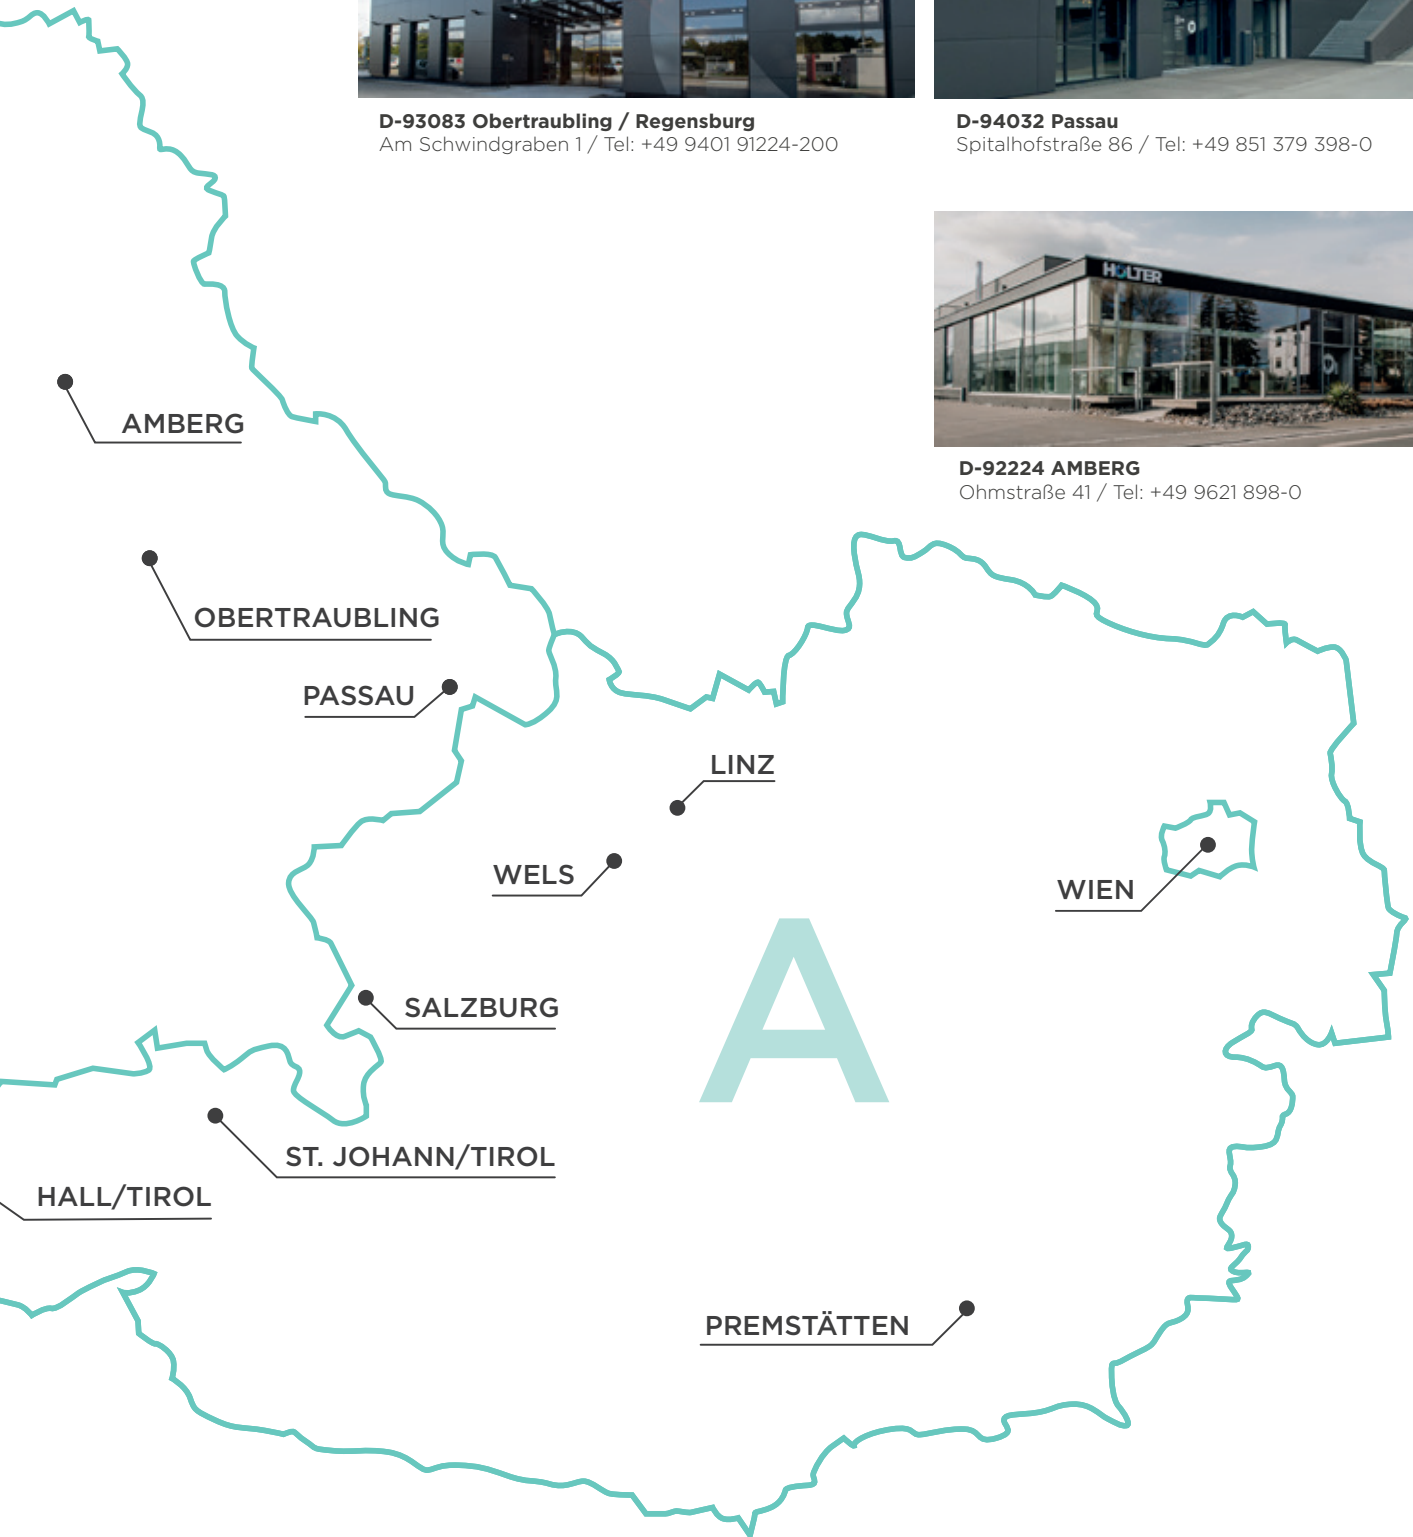 D-93083 Obertraubling / Regensburg
Am Schwindgraben 1 / Tel: +49 9401 91224-200
D-94032 Passau
Spitalhofstraße 86 / Tel: +49 851 379 398-0
HOLTER
D-92224 AMBERG
Ohmstraße 41 / Tel: +49 9621 898-0
AMBERG
OBERTRAUBLING
PASSAU
LINZ
WELS
WIEN
A
SALZBURG
ST. JOHANN/TIROL
HALL/TIROL
PREMSTÄTTEN